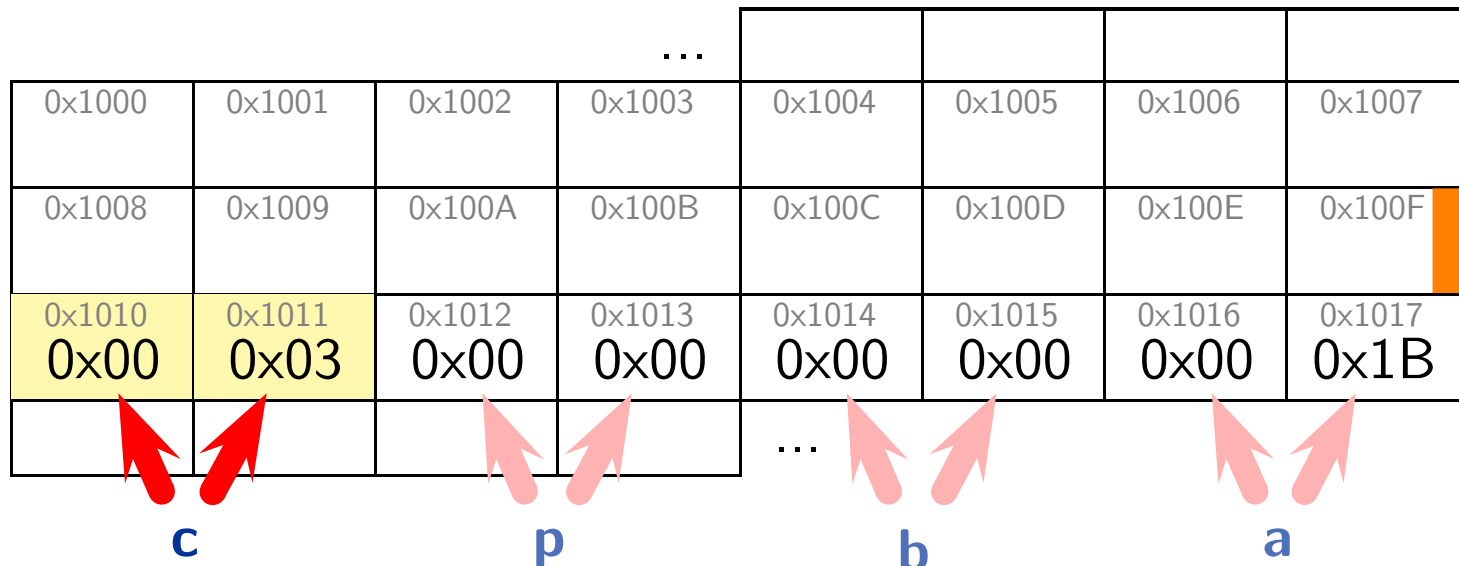 ...
0x1000 0x1001 0x1002 0x1003 0x1004 0x1005 0x1006 0x1007
0x1008 0x1009 0x100A 0x100B 0x100C 0x100D 0x100E 0x100F
0x1010 0x1011 0x1012 0x1013 0x1014 0x1015 0x1016 0x1017
0x00 0x03 0x00 0x00 0x00 0x00 0x00 0x1B
...
c p b a